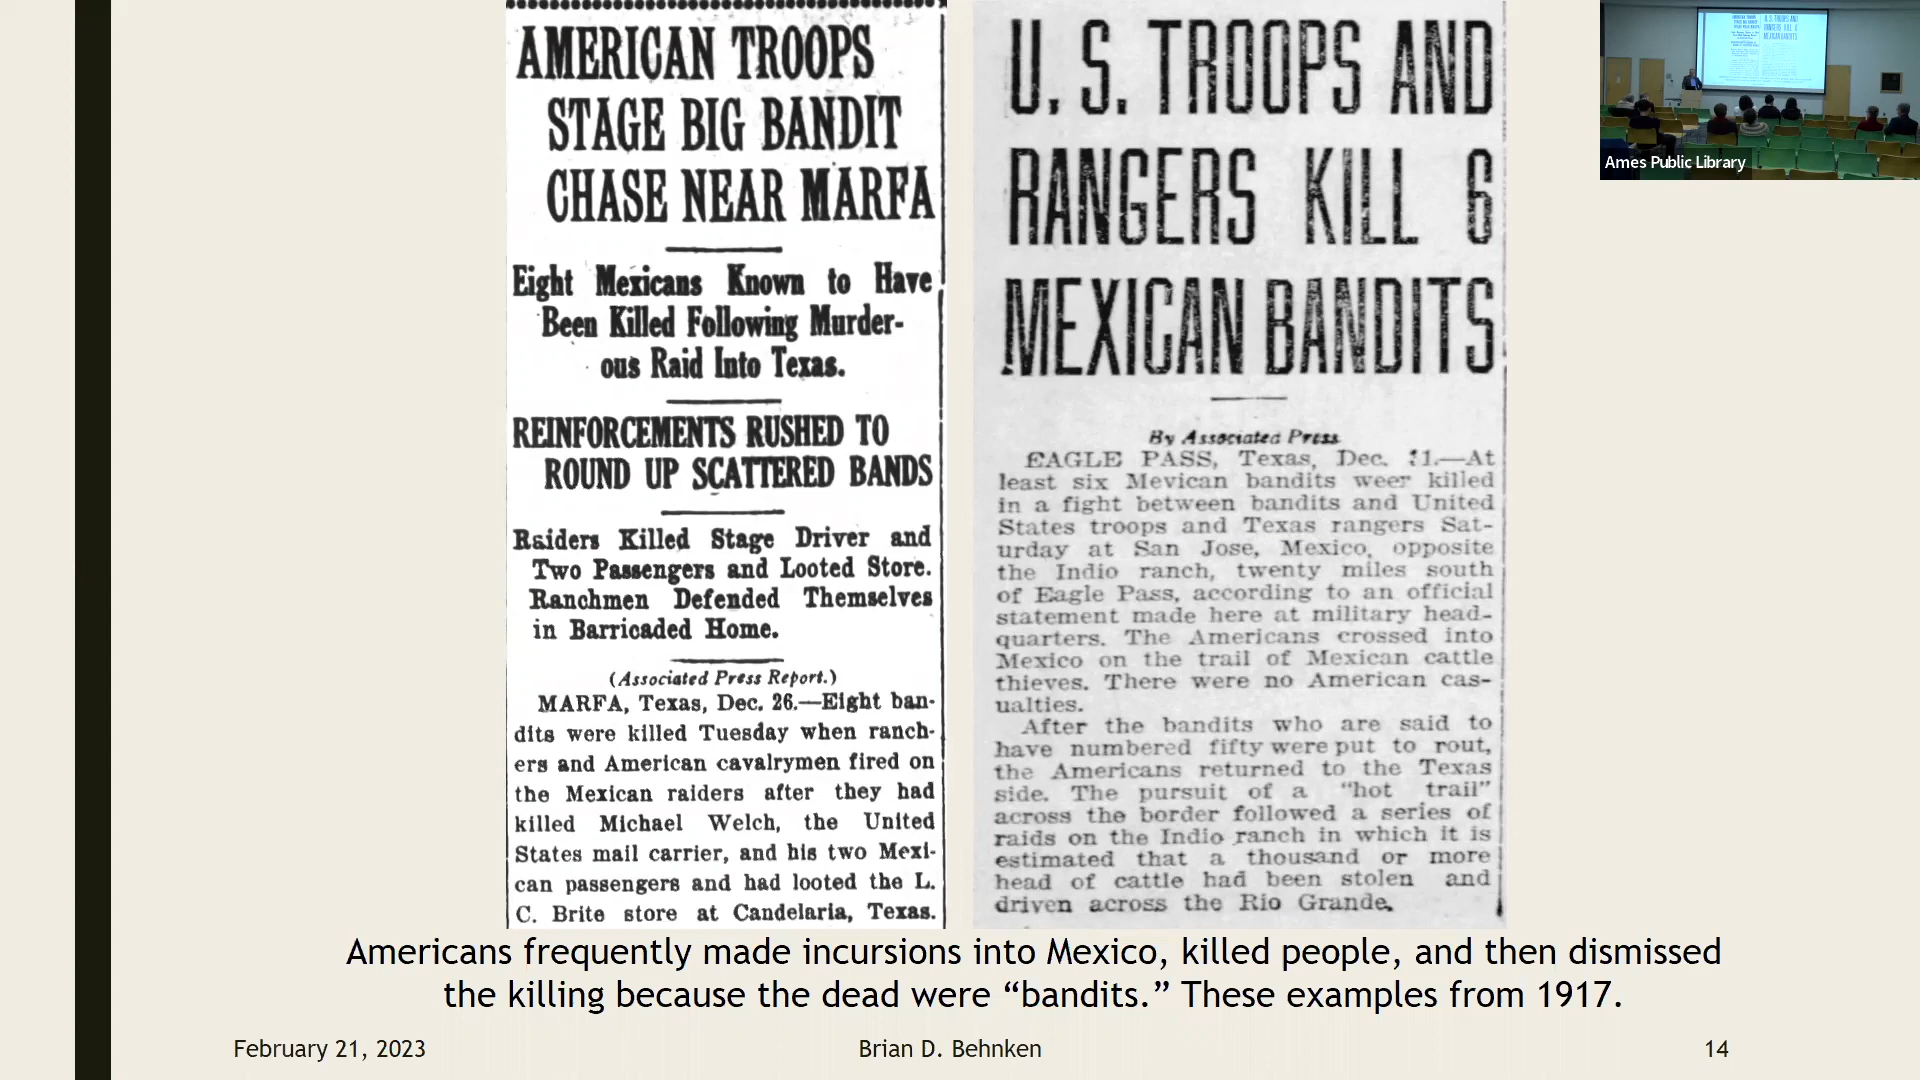 AMERICAN TROOPS
STAGE BIG BANDIT
CHASE NEAR MARFA
Eight Mexicans Known to Have
Been Killed Following Murder-
ous Raid Into Texas.
REINFORCEMENTS RUSHED TO
ROUND UP SCATTERED BANDS
Raiders Killed Stage Driver and
Two Passengers and Looted Store.
Ranchmen Defended Themselves
in Barricaded Home.
(Associated Press Report.)
MARFA, Texas, Dec. 26.—Eight ban-
dits were killed Tuesday when ranch-
ers and American cavalrymen fired on
the Mexican raiders after they had
killed Michael Welch, the United
States mail carrier, and his two Mexi-
can passengers and had looted the L.
C. Brite store at Candelaria, Texas.
U. S. TROOPS AND
RANGERS KILL 6
MEXICAN BANDITS
By Associated Press
EAGLE PASS, Texas, Dec. —At
least six Mevican bandits weer killed
in a fight between bandits and United
States troops and Texas rangers Sat-
urday at San Jose, Mexico, opposite
the Indio ranch, twenty miles south
of Eagle Pass, according to an official
statement made here at military head-
quarters. The Americans crossed into
Mexico on the trail of Mexican cattle
thieves. There were no American cas-
ualties.
After the bandits who are said to
have numbered fifty were put to rout,
the Americans returned to the Texas
side. The pursuit of a "hot trail"
across the border followed a series of
raids on the Indio ranch in which it is
estimated that a thousand or more
head of cattle had been stolen and
driven across the Rio Grande.
U. S. TROOPS AND
RANGERS KILL 6
MEXICAN BANDITS
Ames Public Library
Americans frequently made incursions into Mexico, killed people, and then dismissed
the killing because the dead were “bandits.” These examples from 1917.
February 21, 2023
Brian D. Behnken
14